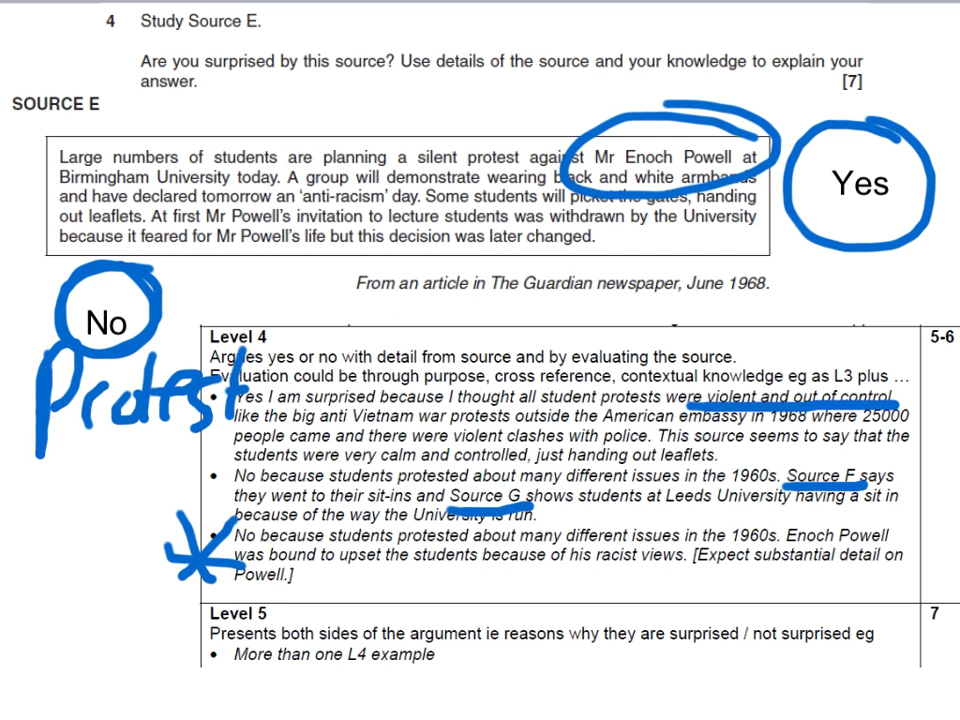 4 Study Source E.
Are you surprised by this source? Use details of the source and your knowledge to explain your
answer. [7]
SOURCE E
Large numbers of students are planning a silent protest against Mr Enoch Powell at
Birmingham University today. A group will demonstrate wearing black and white armbands
and have declared tomorrow an ‘anti-racism’ day. Some students will picket the gates, handing
out leaflets. At first Mr Powell’s invitation to lecture students was withdrawn by the University
because it feared for Mr Powell’s life but this decision was later changed.
Yes
From an article in The Guardian newspaper, June 1968.
No
Protest
Level 4 5-6
Argues yes or no with detail from source and by evaluating the source.
Evaluation could be through purpose, cross reference, contextual knowledge eg as L3 plus …
• Yes I am surprised because I thought all student protests were violent and out of control
like the big anti Vietnam war protests outside the American embassy in 1968 where 25000
people came and there were violent clashes with police. This source seems to say that the
students were very calm and controlled, just handing out leaflets.
• No because students protested about many different issues in the 1960s. Source F says
they went to their sit-ins and Source G shows students at Leeds University having a sit in
because of the way the University is run.
• No because students protested about many different issues in the 1960s. Enoch Powell
was bound to upset the students because of his racist views. [Expect substantial detail on
Powell.]
Level 5 7
Presents both sides of the argument ie reasons why they are surprised / not surprised eg
• More than one L4 example